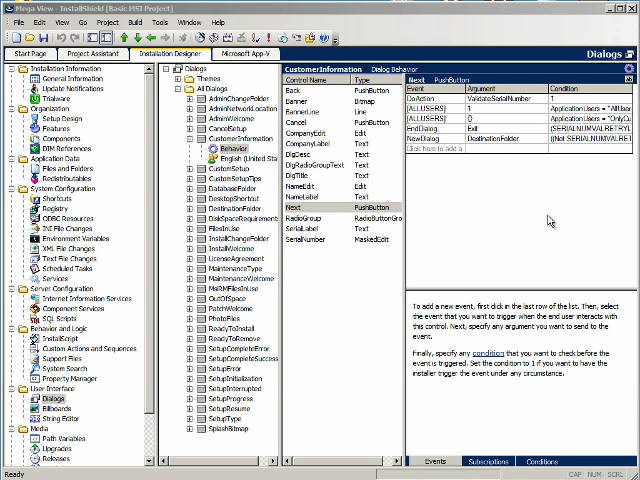 Mega View - InstallShield [Basic MSI Project]
File Edit View Go Project Build Tools Window Help
Start Page Project Assistant Installation Designer Microsoft App-V Dialogs
Installation Information
General Information
Update Notifications
Trialware
Organization
Setup Design
Features
Components
DIM References
Application Data
Files and Folders
Redistributables
System Configuration
Shortcuts
Registry
ODBC Resources
INI File Changes
Environment Variables
XML File Changes
Text File Changes
Scheduled Tasks
Services
Server Configuration
Internet Information Services
Component Services
SQL Scripts
Behavior and Logic
InstallScript
Custom Actions and Sequences
Support Files
System Search
Property Manager
User Interface
Dialogs
Billboards
String Editor
Media
Path Variables
Upgrades
Releases
Dialogs
Themes
All Dialogs
AdminChangeFolder
AdminNetworkLocation
AdminWelcome
CancelSetup
CustomerInformation
Behavior
English (United Sta
CustomSetup
CustomSetupTips
DatabaseFolder
DesktopShortcut
DestinationFolder
DiskSpaceRequirements
FilesInUse
InstallChangeFolder
InstallWelcome
LicenseAgreement
MaintenanceType
MaintenanceWelcome
MsiRMFilesInUse
OutOfSpace
PatchWelcome
PhotoFiles
ReadyToInstall
ReadyToRemove
SetupCompleteError
SetupCompleteSuccess
SetupError
SetupInitialization
SetupInterrupted
SetupProgress
SetupResume
SetupType
SplashBitmap
CustomerInformation Dialog Behavior
Control Name Type
Back PushButton
Banner Bitmap
BannerLine Line
Cancel PushButton
CompanyEdit Edit
CompanyLabel Text
DlgDesc Text
DlgRadioGroupText Text
DlgTitle Text
NameEdit Edit
NameLabel Text
Next PushButton
RadioGroup RadioButtonGro
SerialLabel Text
SerialNumber MaskedEdit
Next PushButton
Event Argument Condition
DoAction ValidateSerialNumber 1
[ALLUSERS] 1 ApplicationUsers = "AllUser
[ALLUSERS] {} ApplicationUsers = "OnlyCu
EndDialog Exit (SERIALNUMVALRETRYL
NewDialog DestinationFolder ((Not SERIALNUMVALRET
Click here to add a
To add a new event, first click in the last row of the list. Then, select
the event that you want to trigger when the end user interacts with
this control. Next, specify any argument you want to send to the
event.
Finally, specify any condition that you want to check before the
event is triggered. Set the condition to 1 if you want to have the
installer trigger the event under any circumstance.
Events Subscriptions Conditions
Ready CAP NUM SCRL